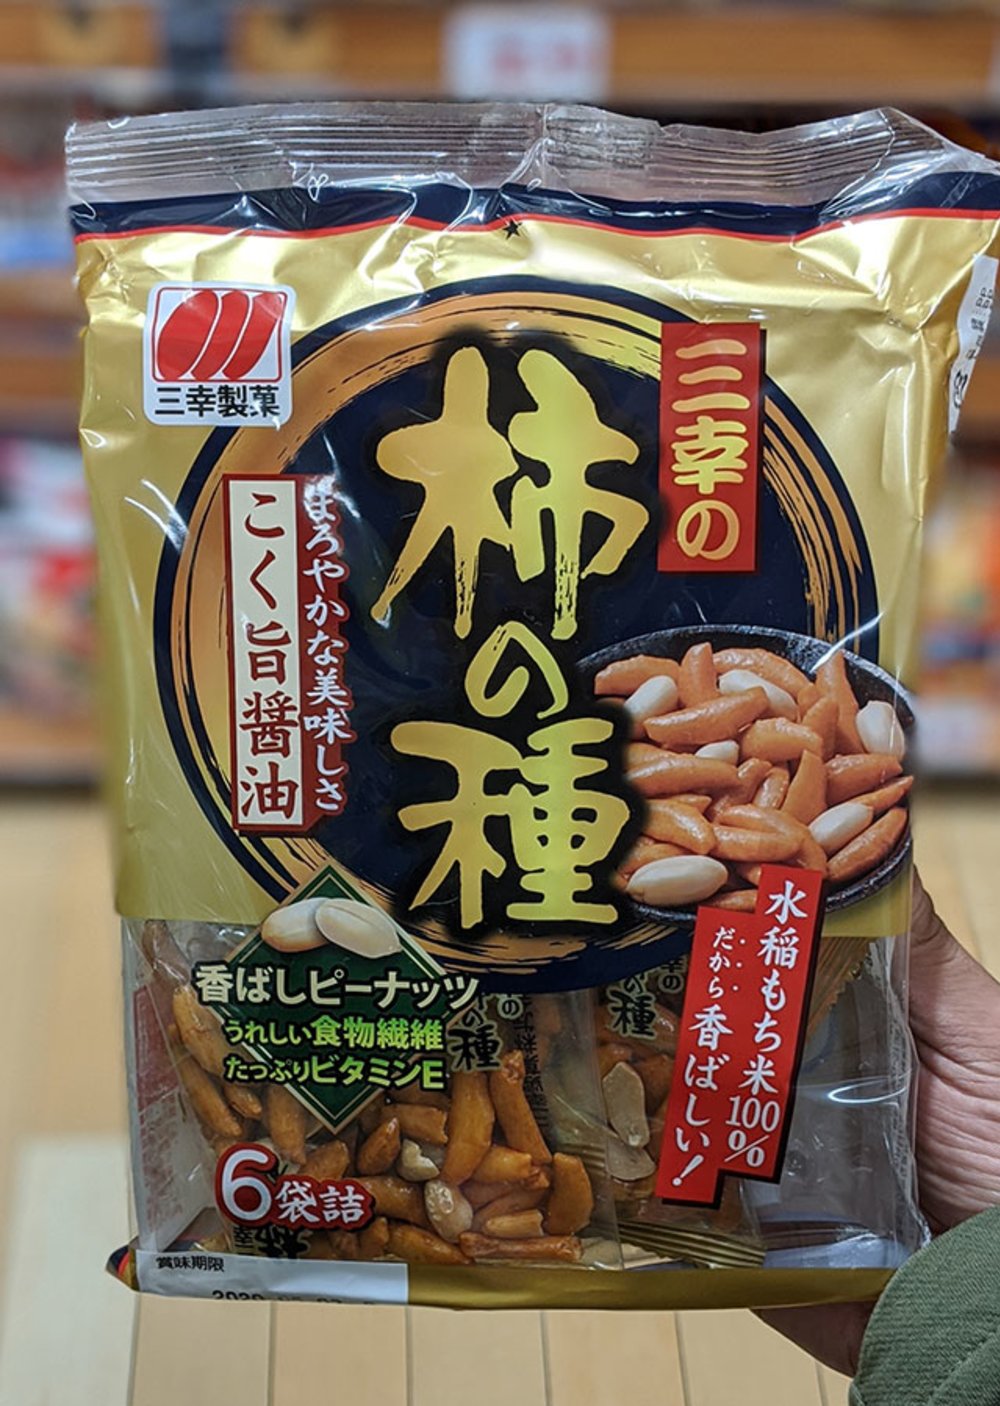 三幸製菓
三幸の
柿の種
まろやかな美味しさ
こく旨醤油
水稲もち米100%
だから香ばしい!
香ばしピーナッツ
うれしい食物繊維
たっぷりビタミンE
6袋詰
賞味期限